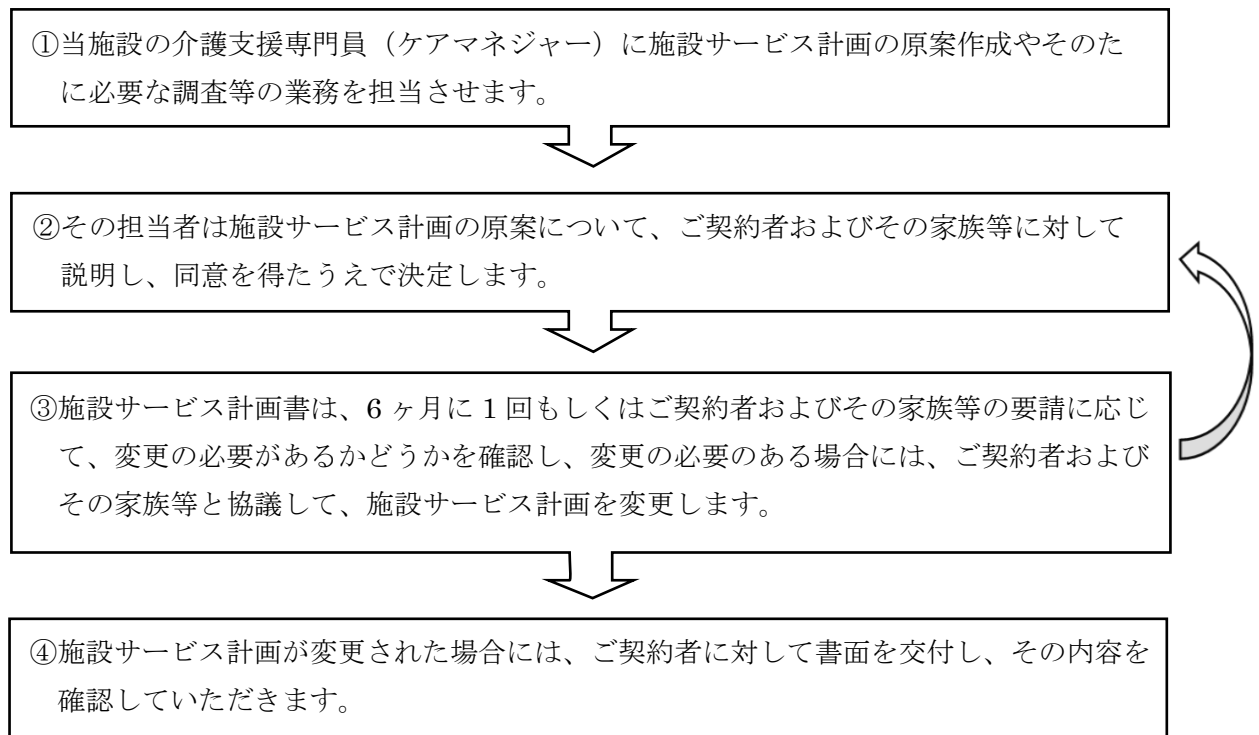 ①当施設の介護支援専門員（ケアマネジャー）に施設サービス計画の原案作成やそのた
に必要な調査等の業務を担当させます。
②その担当者は施設サービス計画の原案について、ご契約者およびその家族等に対して
説明し、同意を得たうえで決定します。
③施設サービス計画書は、6 ヶ月に 1 回もしくはご契約者およびその家族等の要請に応じ
て、変更の必要があるかどうかを確認し、変更の必要のある場合には、ご契約者および
その家族等と協議して、施設サービス計画を変更します。
④施設サービス計画が変更された場合には、ご契約者に対して書面を交付し、その内容を
確認していただきます。